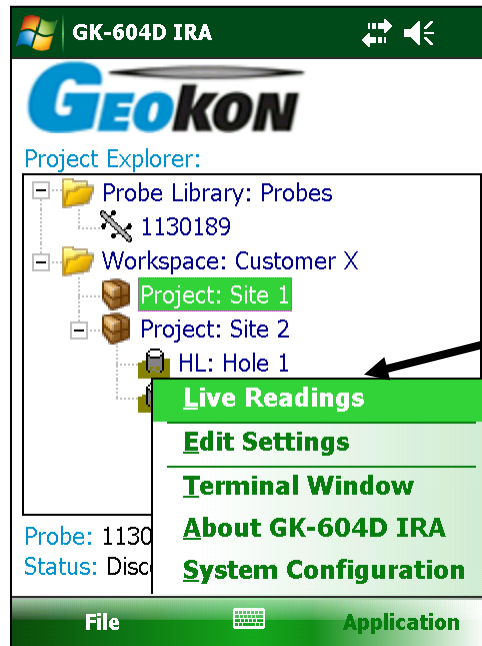 GK-604D IRA
GEOKON
Project Explorer:
Probe Library: Probes
1130189
Workspace: Customer X
Project: Site 1
Project: Site 2
HL: Hole 1
Live Readings
Edit Settings
Terminal Window
Probe: 1130
About GK-604D IRA
Status: Disc
System Configuration
File
Application